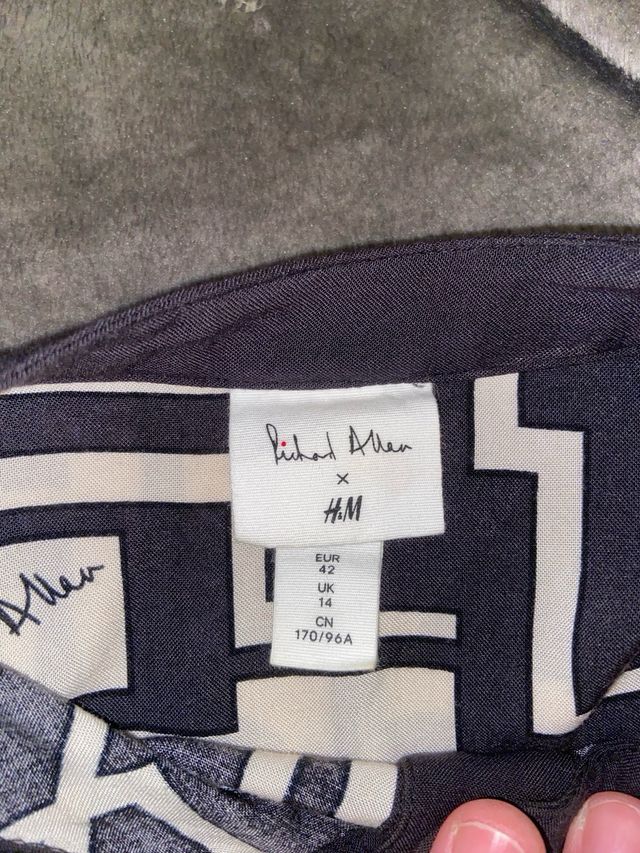 Richard Allan
x
H&M
EUR
42
UK
14
CN
170/96A
Allan